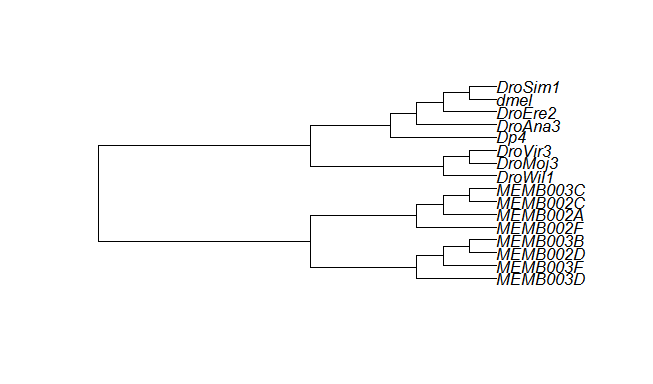 DroSim1
dmel
DroEre2
DroAna3
Dp4
DroVir3
DroMoj3
DroWil1
MEMB003C
MEMB002C
MEMB002A
MEMB002F
MEMB003B
MEMB002D
MEMB003F
MEMB003D